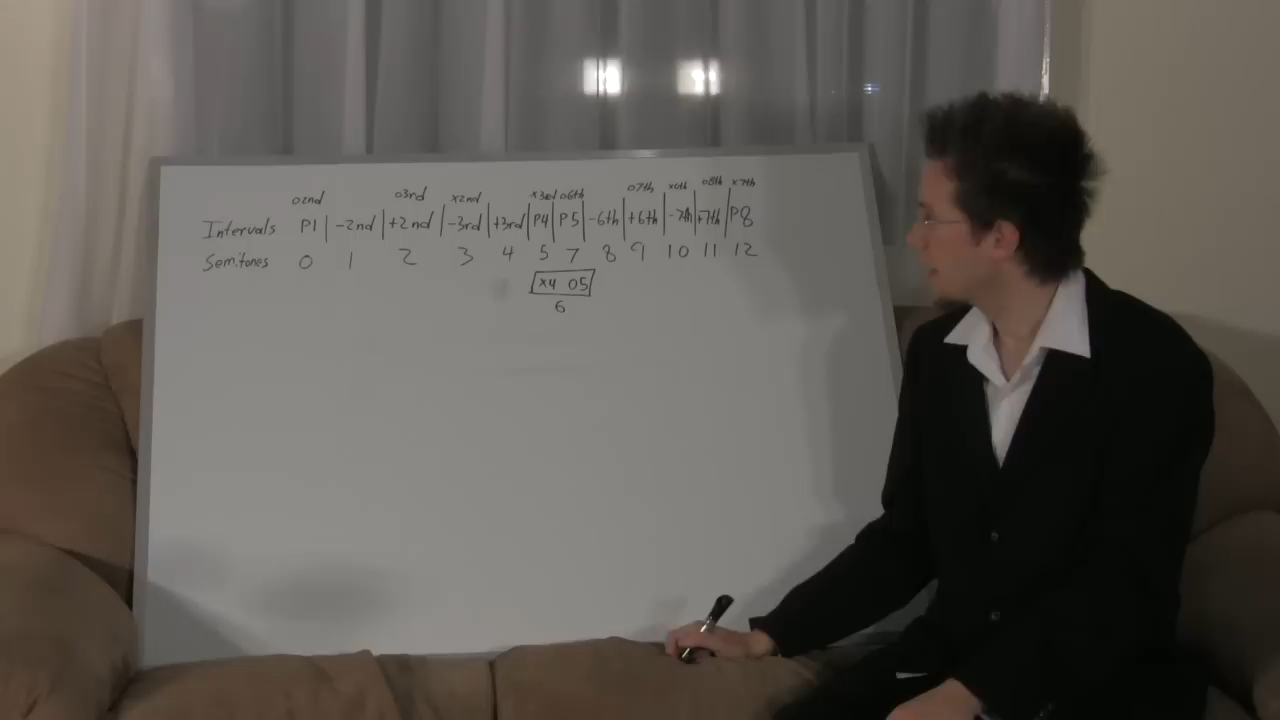 o2nd o3rd x2nd x3rd o6th o7th x6th o8th x7th
Intervals P1 | -2nd | +2nd | -3rd | +3rd | P4 | P5 | -6th | +6th | -7th | +7th | P8
Semitones 0 1 2 3 4 5 7 8 9 10 11 12
x4 o5
6